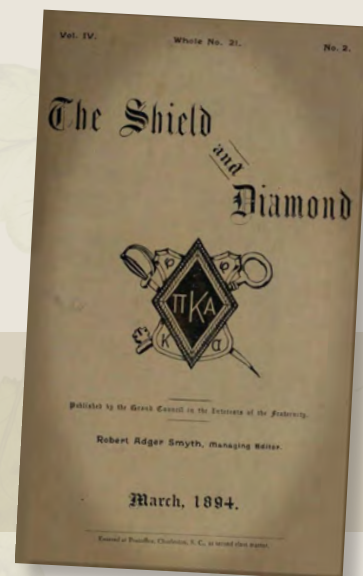 Vol. IV. Whole No. 21. No. 2.
The Shield
and
Diamond
ΠΚΑ
Κ α
Published by the Grand Council in the Interests of the Fraternity.
Robert Adger Smyth, Managing Editor.
March, 1894.
Entered at Postoffice, Charleston, S. C., as second class matter.